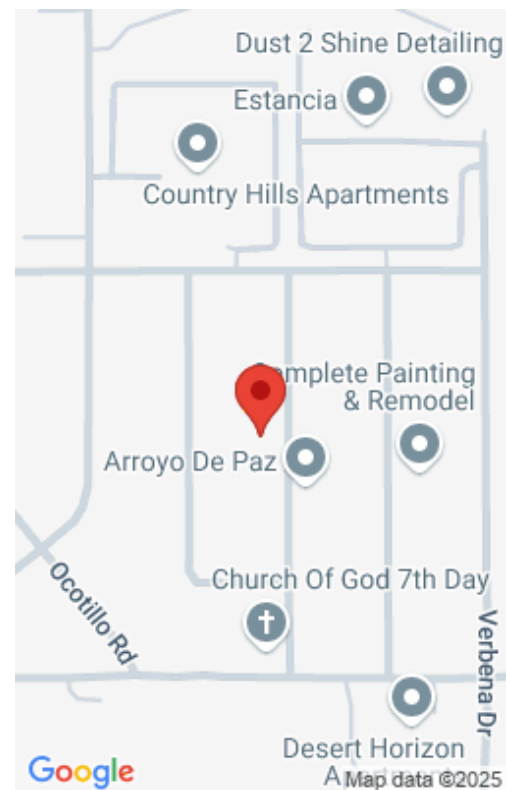 Dust 2 Shine Detailing
Estancia
Country Hills Apartments
Complete Painting
& Remodel
Arroyo De Paz
Church Of God 7th Day
Ocotillo Rd
Verbena Dr
Desert Horizon
Google
Map data ©2025